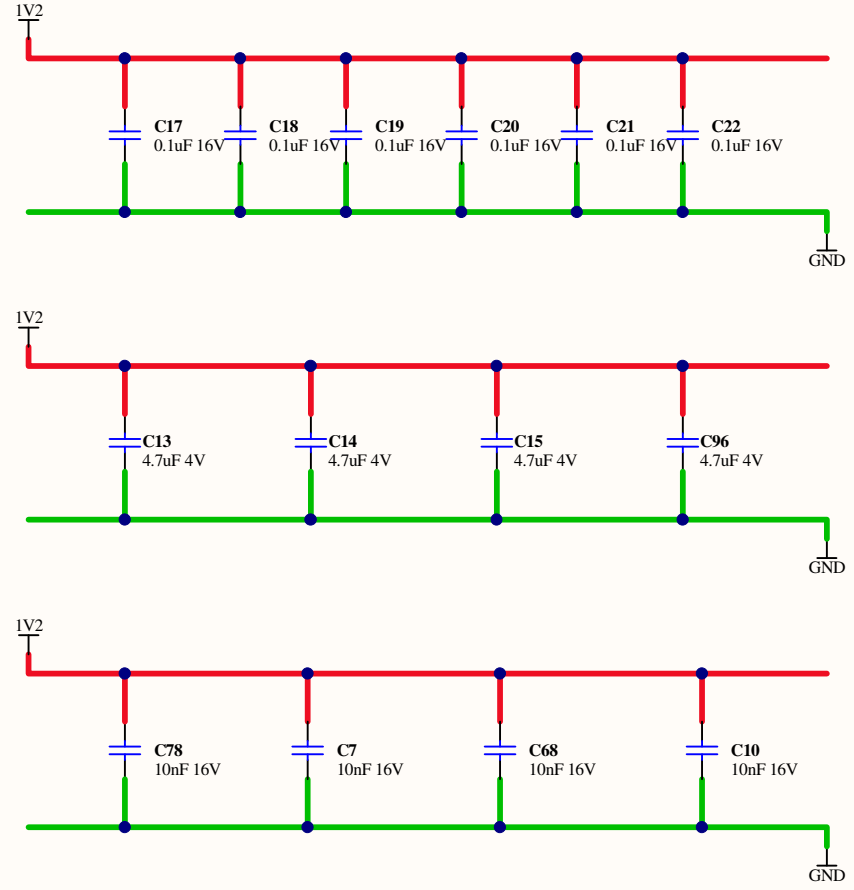 1V2
C17 C18 C19 C20 C21 C22
0.1uF 16V 0.1uF 16V 0.1uF 16V 0.1uF 16V 0.1uF 16V 0.1uF 16V
GND
1V2
C13 C14 C15 C96
4.7uF 4V 4.7uF 4V 4.7uF 4V 4.7uF 4V
GND
1V2
C78 C7 C68 C10
10nF 16V 10nF 16V 10nF 16V 10nF 16V
GND